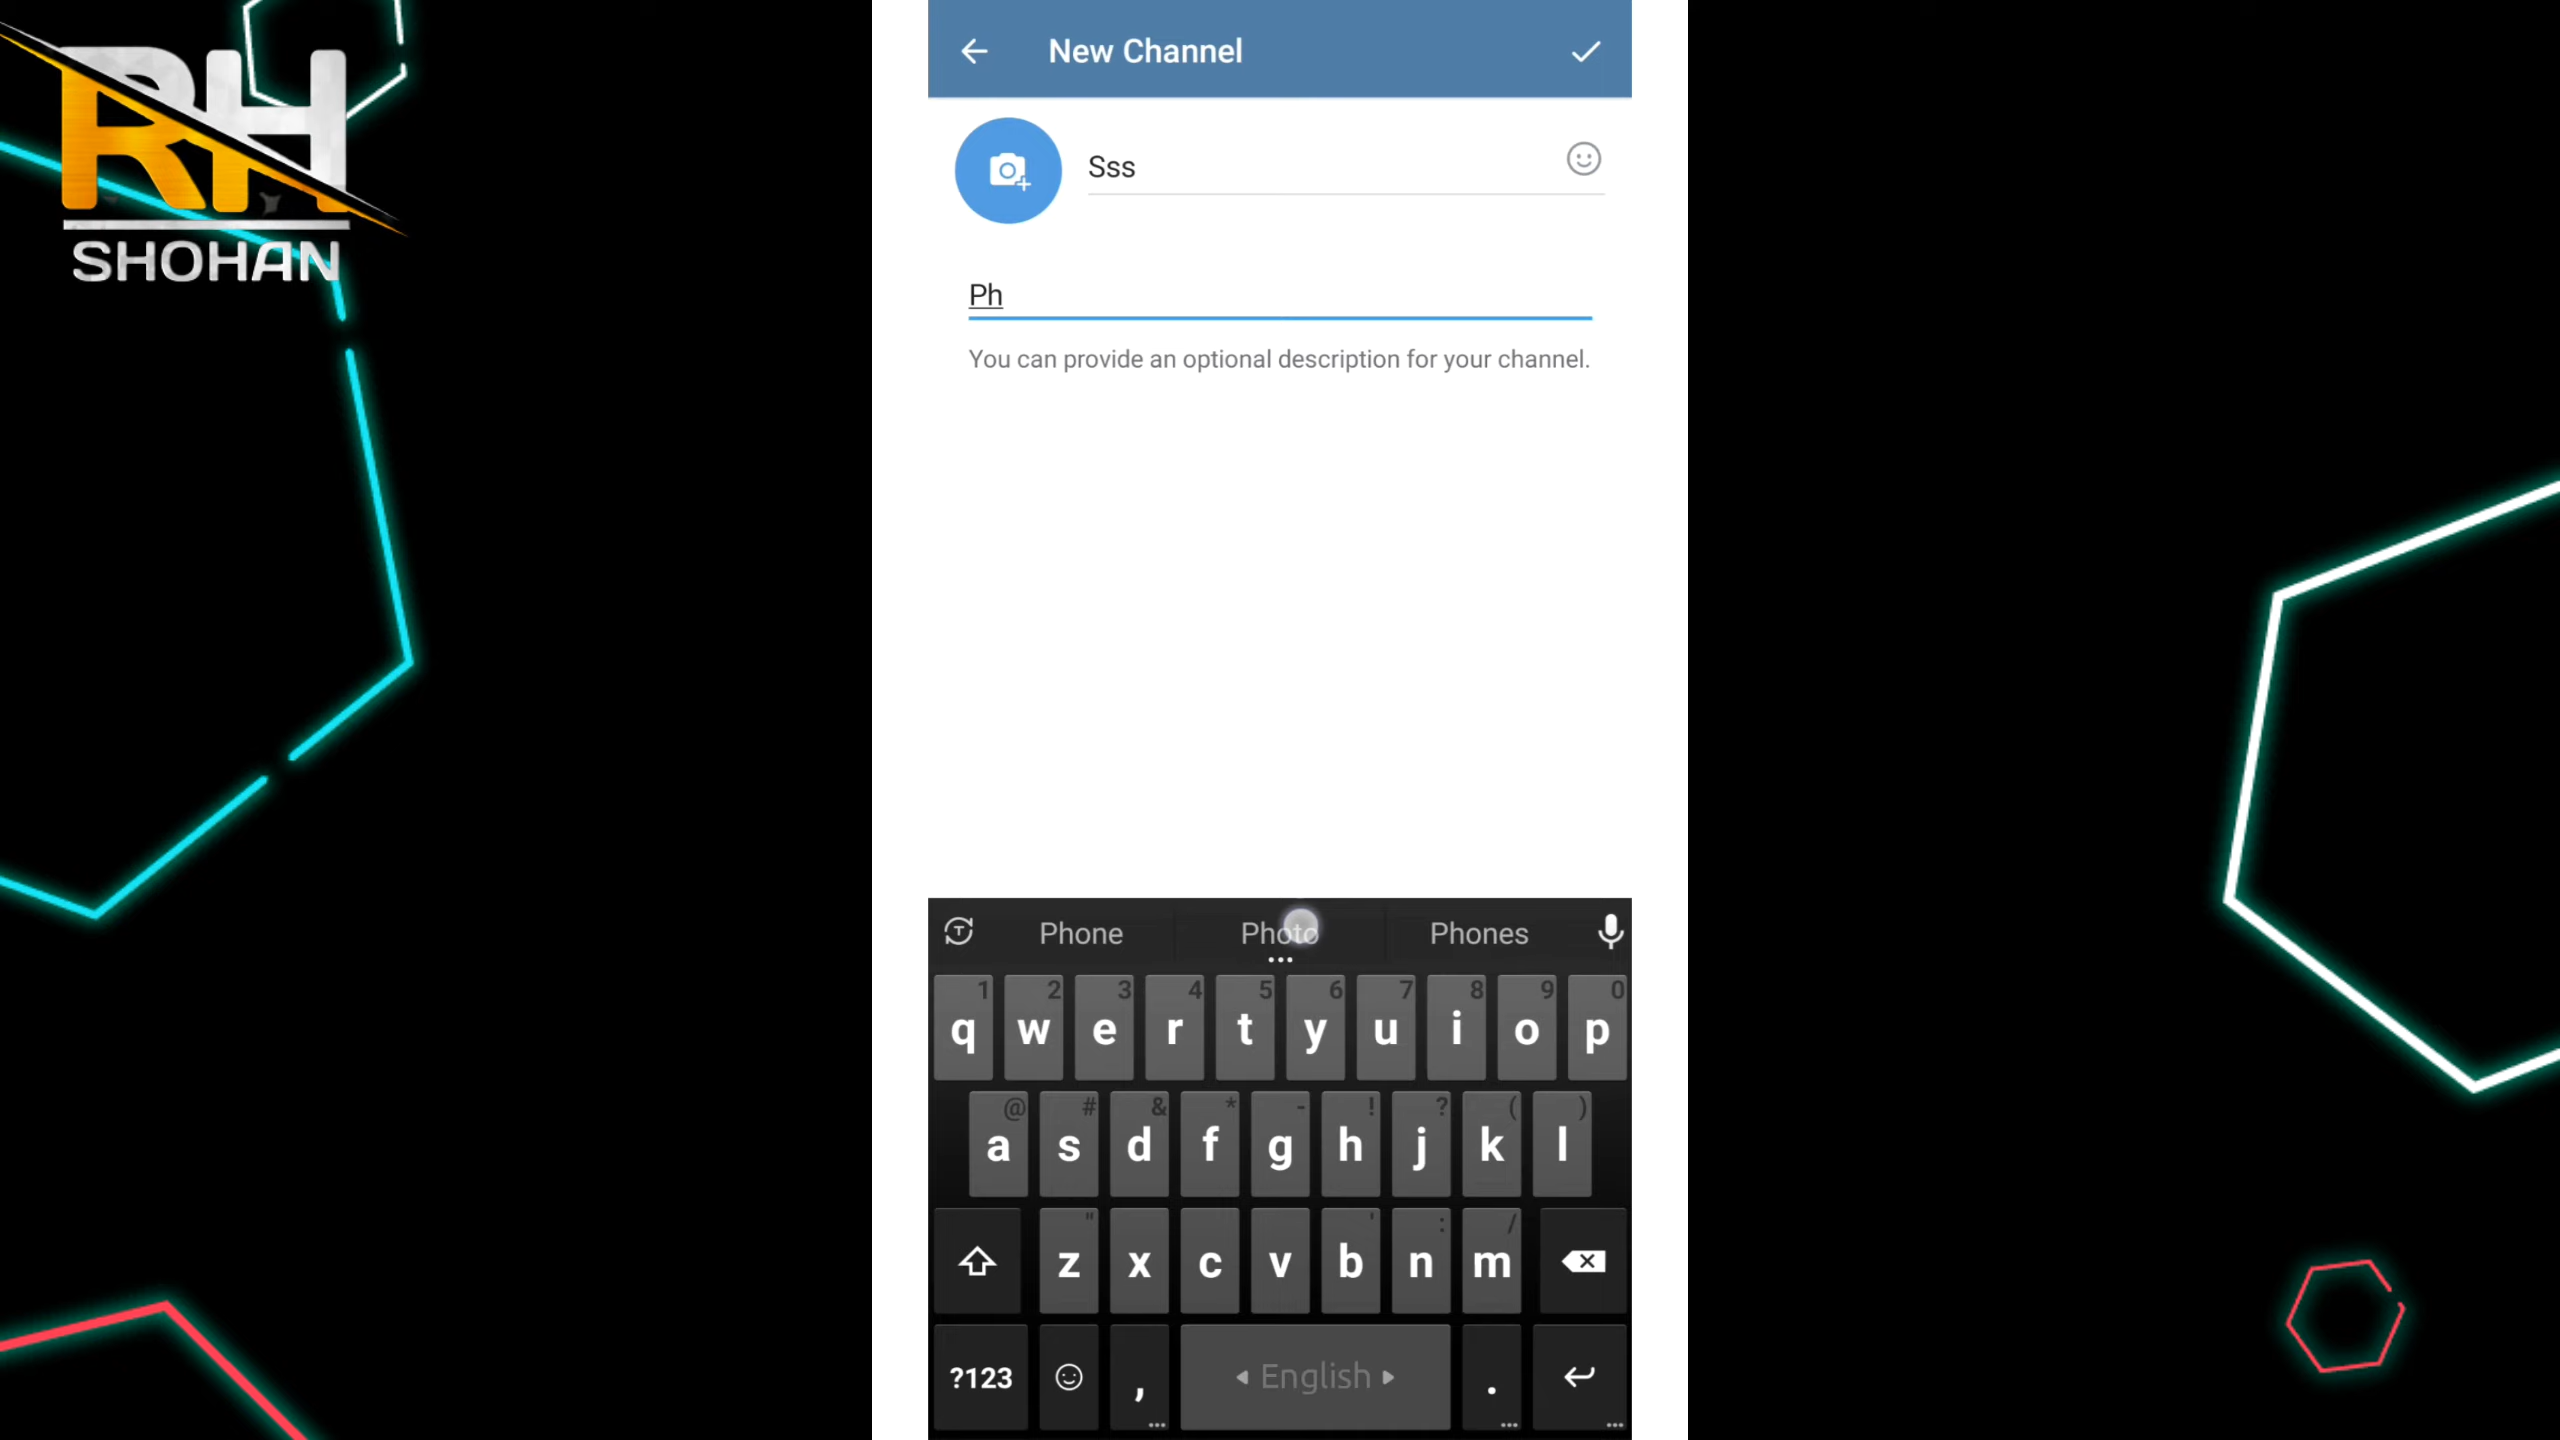 RH
SHOHAN
New Channel
Sss
Ph
You can provide an optional description for your channel.
Phone Photo Phones
1 2 3 4 5 6 7 8 9 0
q w e r t y u i o p
@ # & * - ! ? ( )
a s d f g h j k l
" ' : /
z x c v b n m
?123 , English .